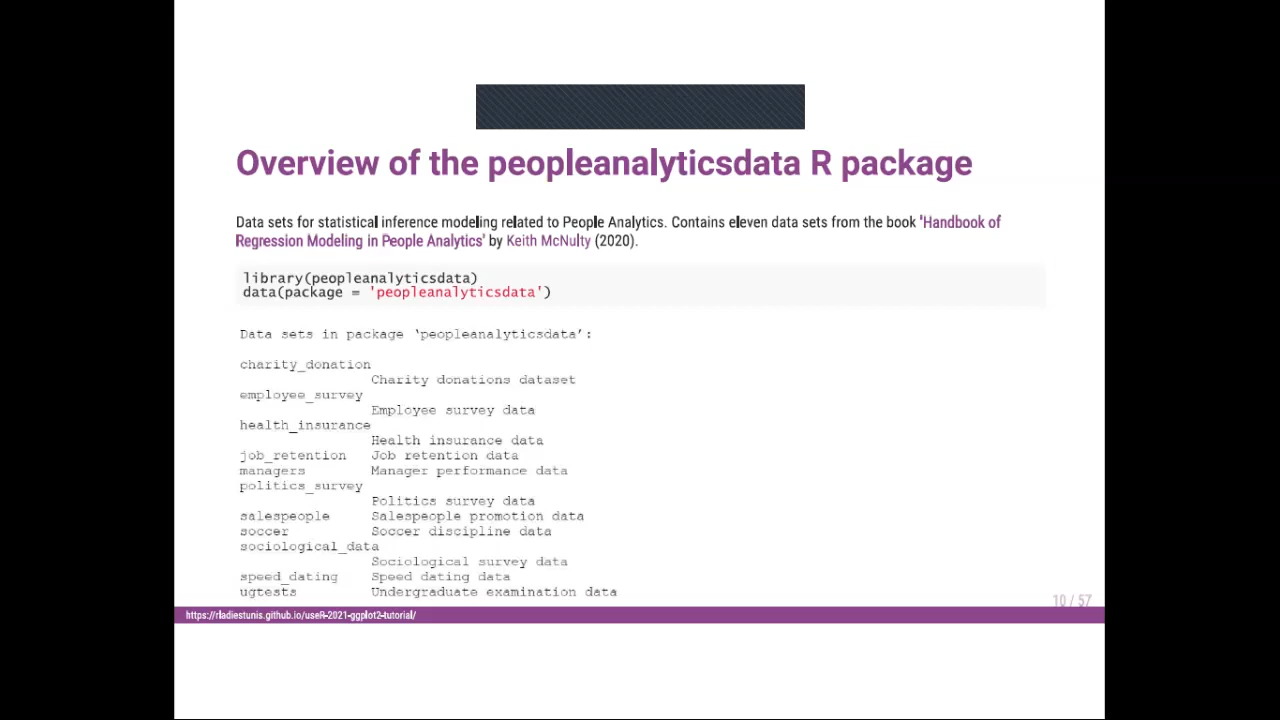 Overview of the peopleanalyticsdata R package
Data sets for statistical inference modeling related to People Analytics. Contains eleven data sets from the book 'Handbook of
Regression Modeling in People Analytics' by Keith McNulty (2020).
library(peopleanalyticsdata)
data(package = 'peopleanalyticsdata')
Data sets in package ‘peopleanalyticsdata’:
charity_donation
Charity donations dataset
employee_survey
Employee survey data
health_insurance
Health insurance data
job_retention Job retention data
managers Manager performance data
politics_survey
Politics survey data
salespeople Salespeople promotion data
soccer Soccer discipline data
sociological_data
Sociological survey data
speed_dating Speed dating data
ugtests Undergraduate examination data
10 / 57
https://rladiestunis.github.io/useR-2021-ggplot2-tutorial/